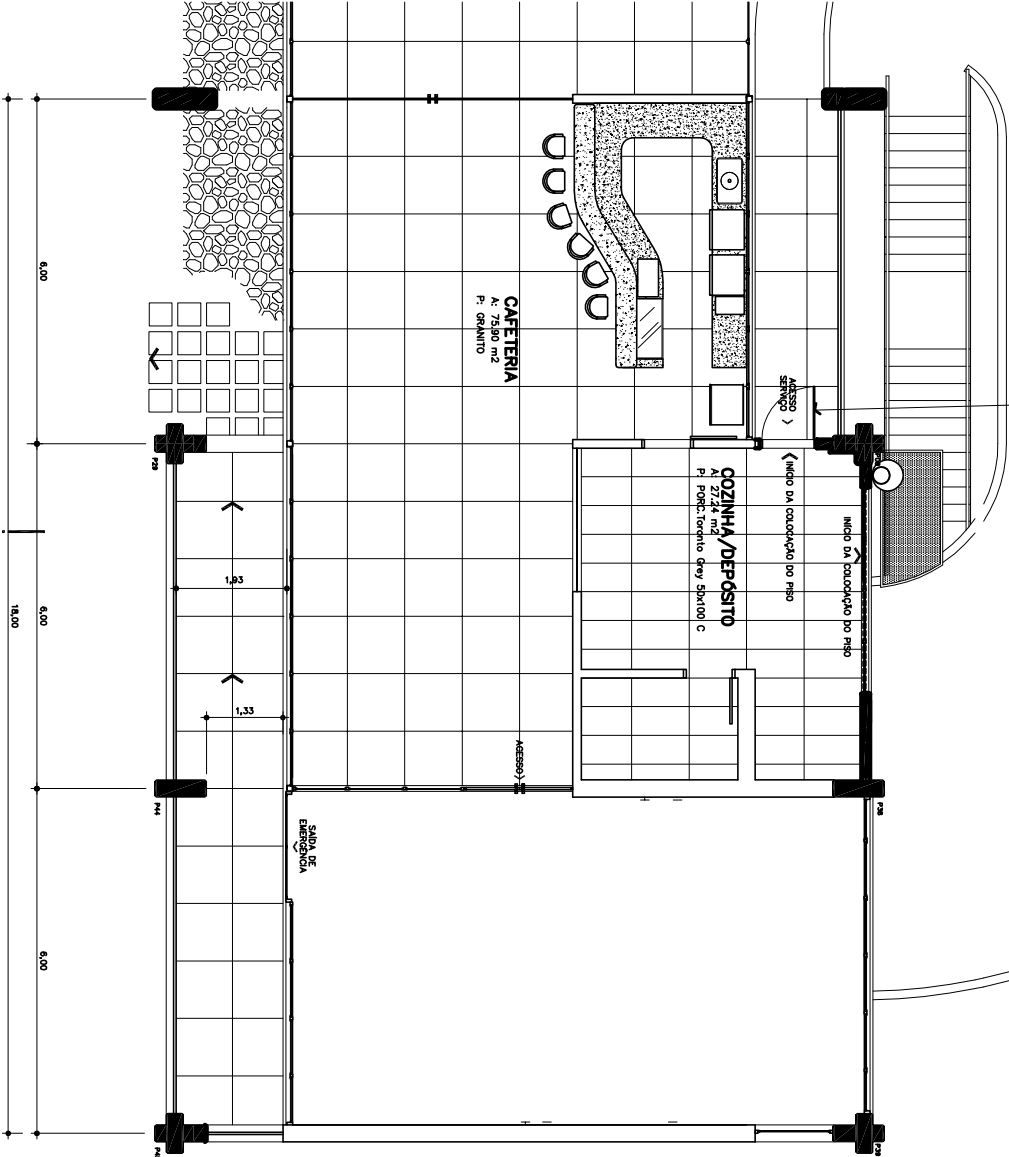 CAFETERIA
A: 75.90 m2
P: GRANITO
ACESSO
SERVIÇO
INÍCIO DA COLOCAÇÃO DO PISO
INÍCIO DA COLOCAÇÃO DO PISO
COZINHA/DEPÓSITO
A: 27.24 m2
P: PORC.Toronto Grey 50x100 C
ACESSO
SAÍDA DE
EMERGÊNCIA
6,00
6,00
6,00
18,00
1,93
1,33
P29
P44
P38
P39